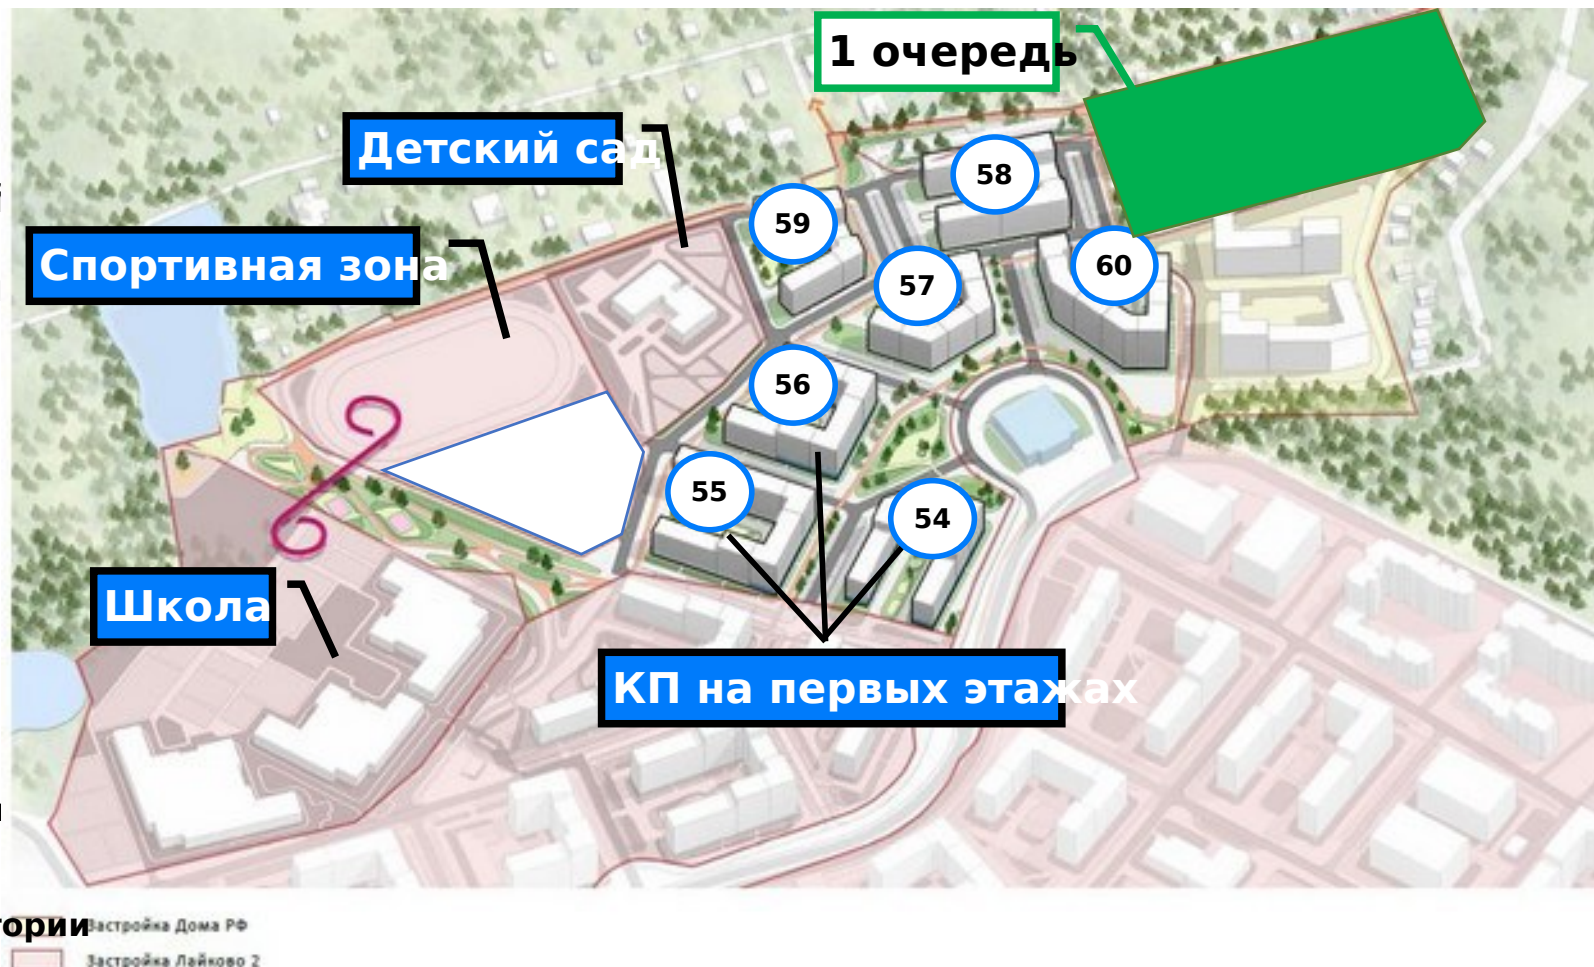 1 очередь
Детский сад
58
59
Спортивная зона
60
57
56
55
54
Школа
КП на первых этажах
тории
Застройка Дома РФ
Застройка Лайково 2